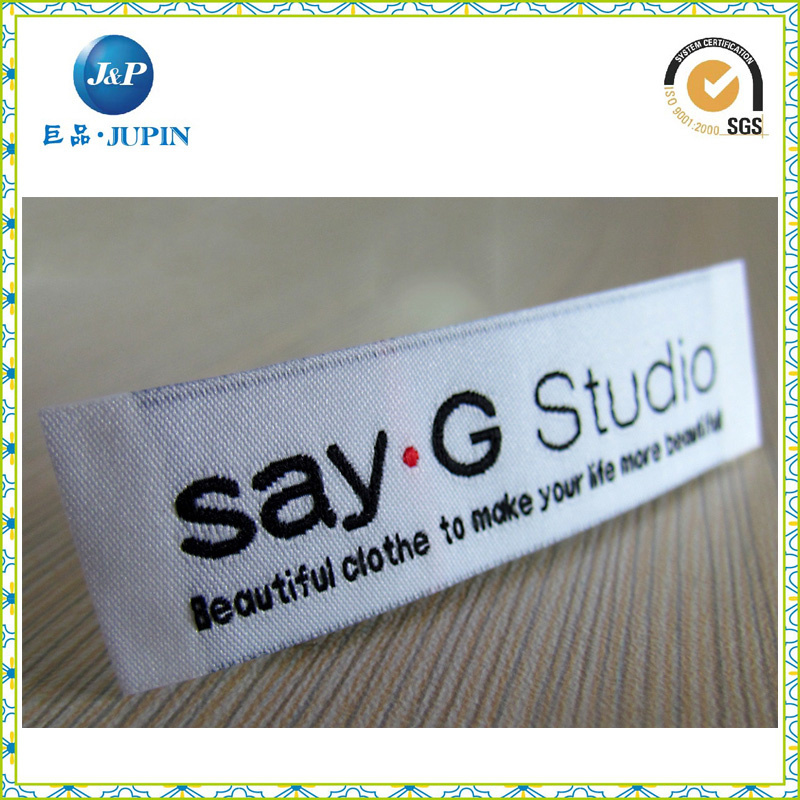 J&P
巨品·JUPIN
SYSTEM CERTIFICATION
ISO 9001:2000
SGS
say·G Studio
Beautiful clothe to make your life more beautiful